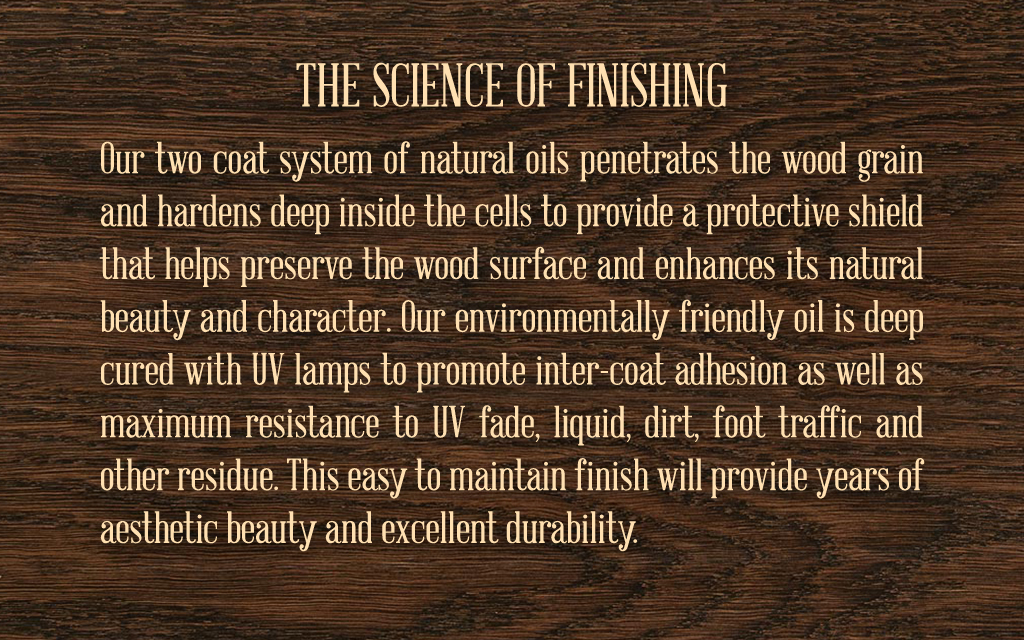 THE SCIENCE OF FINISHING
Our two coat system of natural oils penetrates the wood grain
and hardens deep inside the cells to provide a protective shield
that helps preserve the wood surface and enhances its natural
beauty and character. Our environmentally friendly oil is deep
cured with UV lamps to promote inter-coat adhesion as well as
maximum resistance to UV fade, liquid, dirt, foot traffic and
other residue. This easy to maintain finish will provide years of
aesthetic beauty and excellent durability.